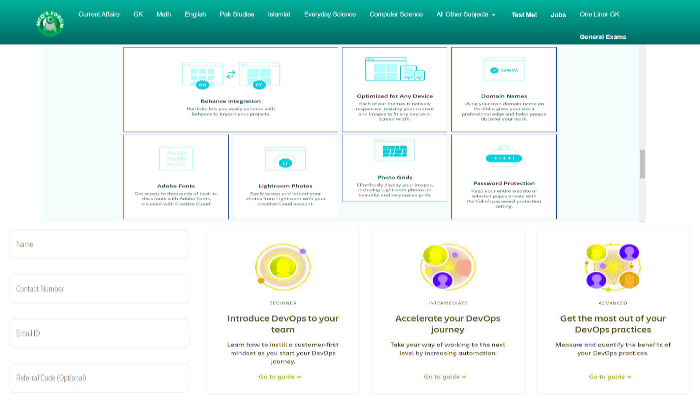 MCQ'S FORUM
Current Affairs GK Math English Pak Studies Islamiat Everyday Science Computer Science All Other Subjects Test Me! Jobs One Liner GK
General Exams
Be Pf
Behance Integration
Portfolio lets you easily connect with
Behance to import your projects.
Optimized for Any Device
Each of our themes is natively
responsive, resizing your content
and images to fit any device or
screen width.
WWW.
Domain Names
Using your own domain name on
Portfolio gives your site a
professional edge and helps people
discover your work.
Adobe Fonts
Get access to thousands of best-in-
class fonts with Adobe Fonts,
included with Creative Cloud.
Lr
Lightroom Photos
Easily access and import your
photos from Lightroom with your
Creative Cloud account.
Photo Grids
Effortlessly display your images,
including Lightroom photos, in
beautiful and responsive grids.
Password Protection
Keep your entire website or
selected pages private with
Portfolio's password protection
setting.
Name
Contact Number
Email ID
Referral Code (Optional)
BEGINNER
Introduce DevOps to your
team
Learn how to instill a customer-first
mindset as you start your DevOps
journey.
Go to guide
INTERMEDIATE
Accelerate your DevOps
journey
Take your way of working to the next
level by increasing automation.
Go to guide
ADVANCED
Get the most out of your
DevOps practices
Measure and quantify the benefits of
your DevOps practices.
Go to guide